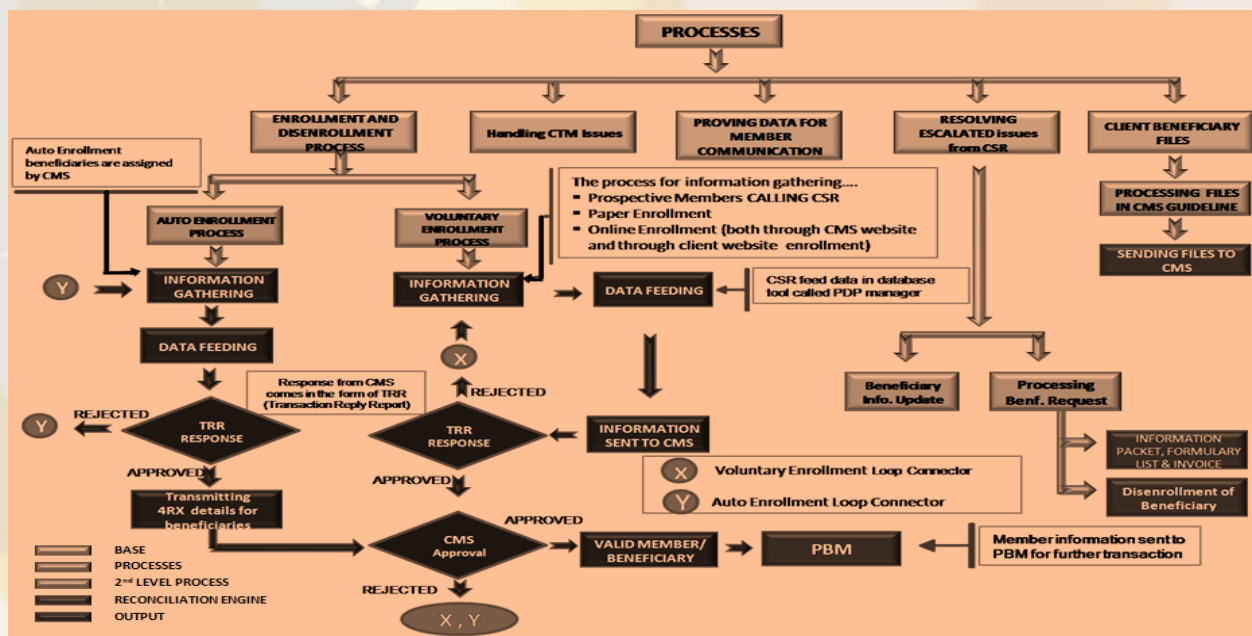 PROCESSES
ENROLLMENT AND
DISENROLLMENT
PROCESS
Handling CTM Issues
PROVING DATA FOR
MEMBER
COMMUNICATION
RESOLVING
ESCALATED issues
from CSR
CLIENT BENEFICIARY
FILES
Auto Enrollment
beneficiaries are assigned
by CMS
The process for information gathering....
▪ Prospective Members CALLING CSR
▪ Paper Enrollment
▪ Online Enrollment (both through CMS website
and through client website enrollment)
PROCESSING FILES
IN CMS GUIDELINE
SENDING FILES TO
CMS
AUTO ENROLLMENT
PROCESS
VOLUNTARY
ENROLLMENT
PROCESS
Y
INFORMATION
GATHERING
INFORMATION
GATHERING
DATA FEEDING
CSR feed data in database
tool called PDP manager
DATA FEEDING
X
Response from CMS
comes in the form of TRR
(Transaction Reply Report)
REJECTED
Beneficiary
Info. Update
Processing
Benf. Request
Y
REJECTED
TRR
RESPONSE
TRR
RESPONSE
INFORMATION
SENT TO CMS
INFORMATION
PACKET, FORMULARY
LIST & INVOICE
APPROVED
APPROVED
X Voluntary Enrollment Loop Connector
Y Auto Enrollment Loop Connector
Disenrollment of
Beneficiary
Transmitting
4RX details for
beneficiaries
CMS
Approval
APPROVED
VALID MEMBER/
BENEFICIARY
PBM
Member information sent to
PBM for further transaction
REJECTED
X , Y
BASE
PROCESSES
2nd LEVEL PROCESS
RECONCILIATION ENGINE
OUTPUT